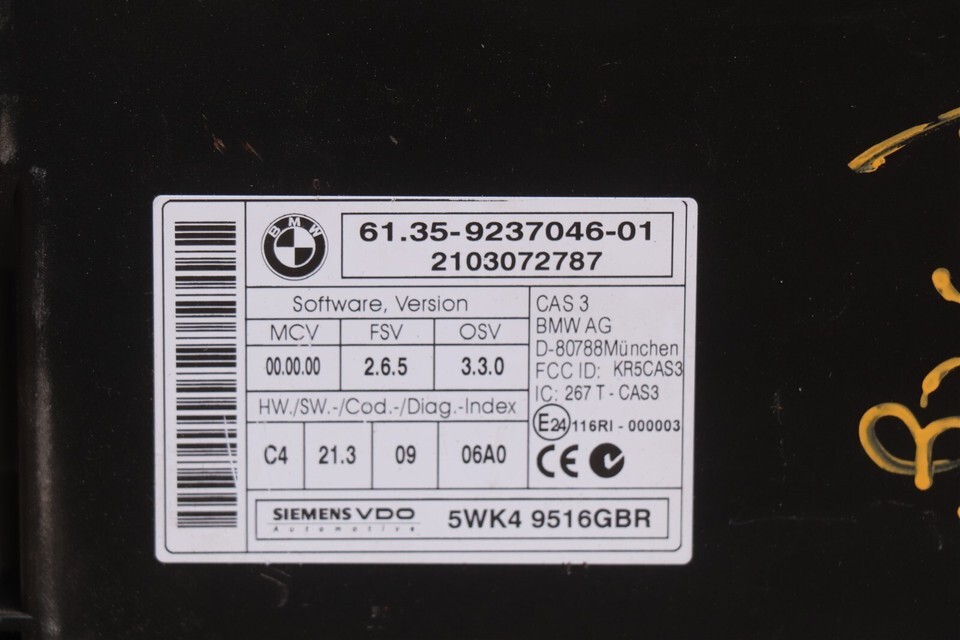 BMW
61.35-9237046-01
2103072787
Software, Version
MCV FSV OSV
00.00.00 2.6.5 3.3.0
HW./SW.-/Cod.-/Diag.-Index
C4 21.3 09 06A0
CAS 3
BMW AG
D-80788München
FCC ID: KR5CAS3
IC: 267 T - CAS3
E24 116RI - 000003
CE
SIEMENS VDO
Automotive
5WK4 9516GBR